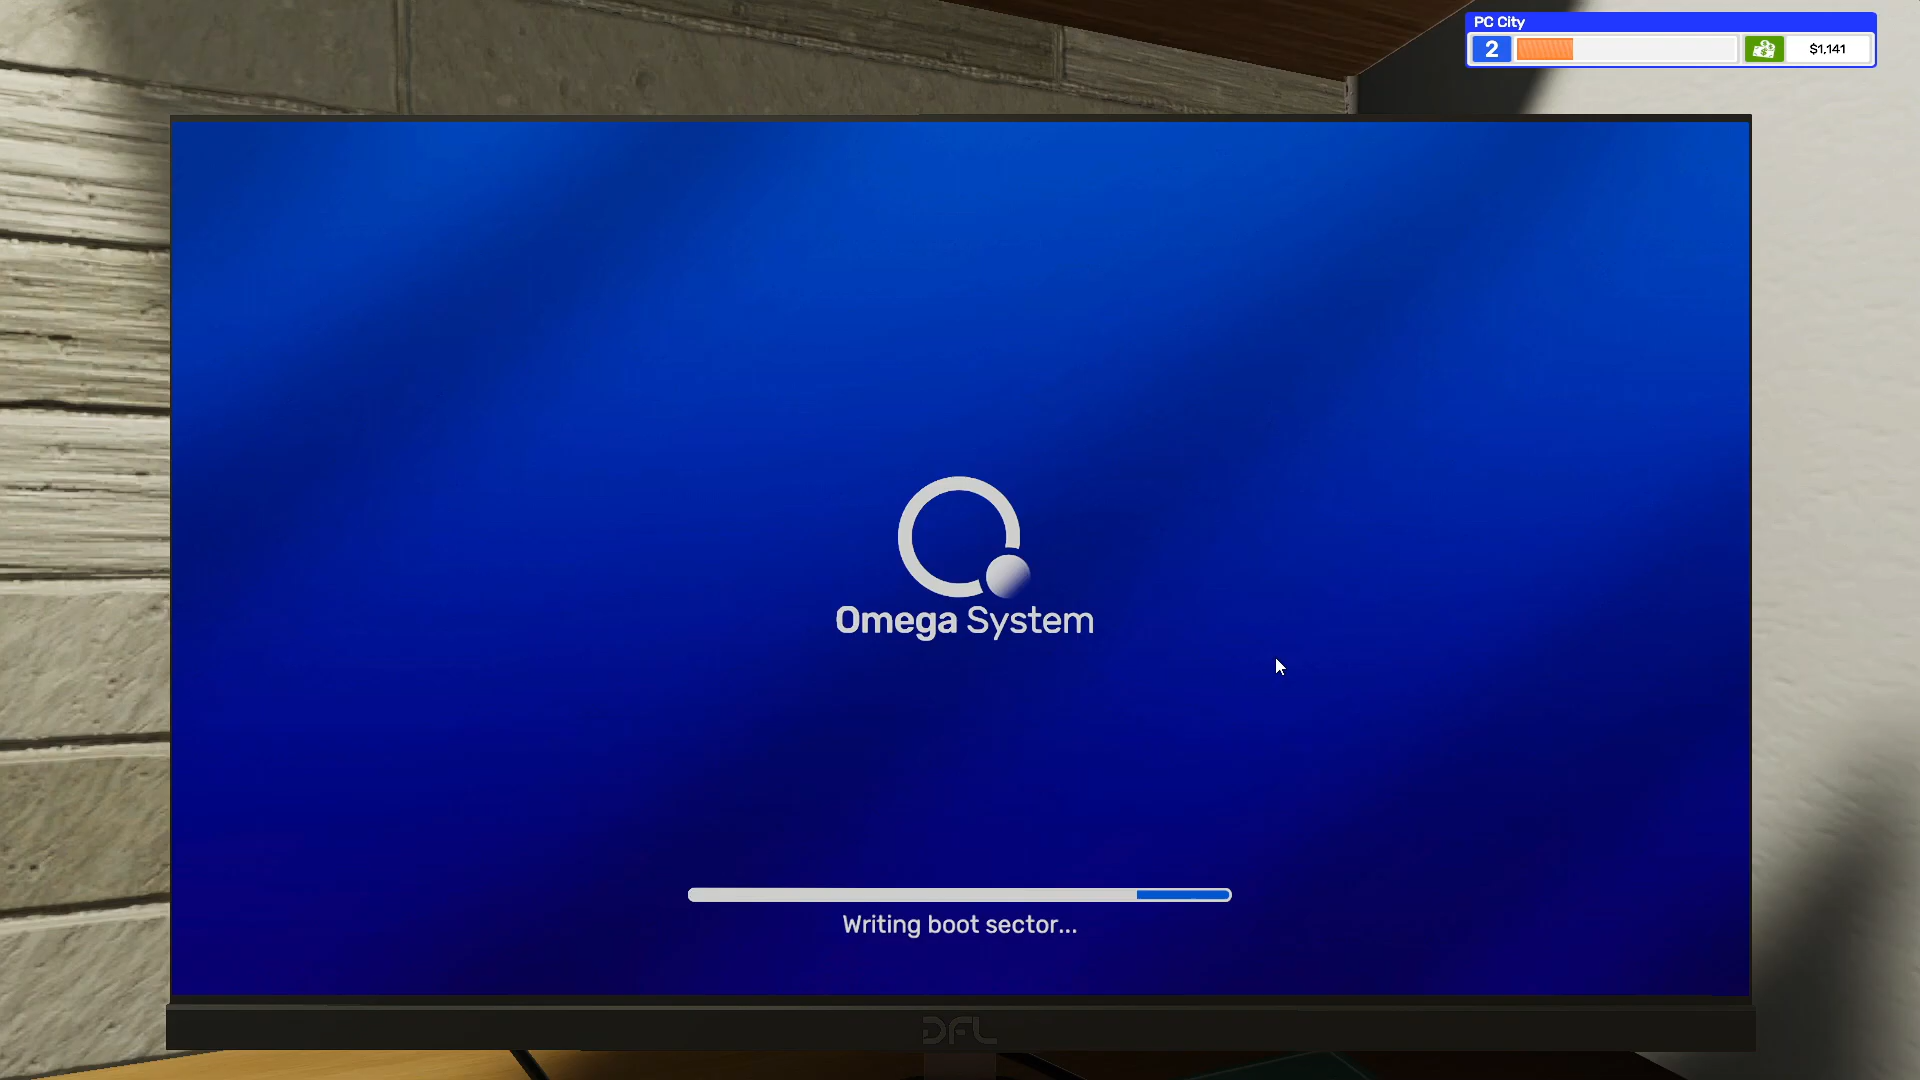 PC City
2
$1,141
Omega System
Writing boot sector...
DFL